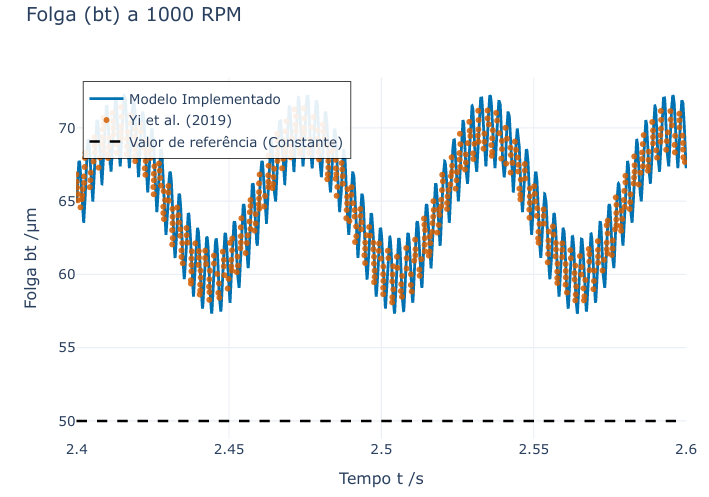 Folga (bt) a 1000 RPM
Modelo Implementado
Yi et al. (2019)
Valor de referência (Constante)
70
65
60
55
50
Folga bt /μm
2.4
2.45
2.5
2.55
2.6
Tempo t /s